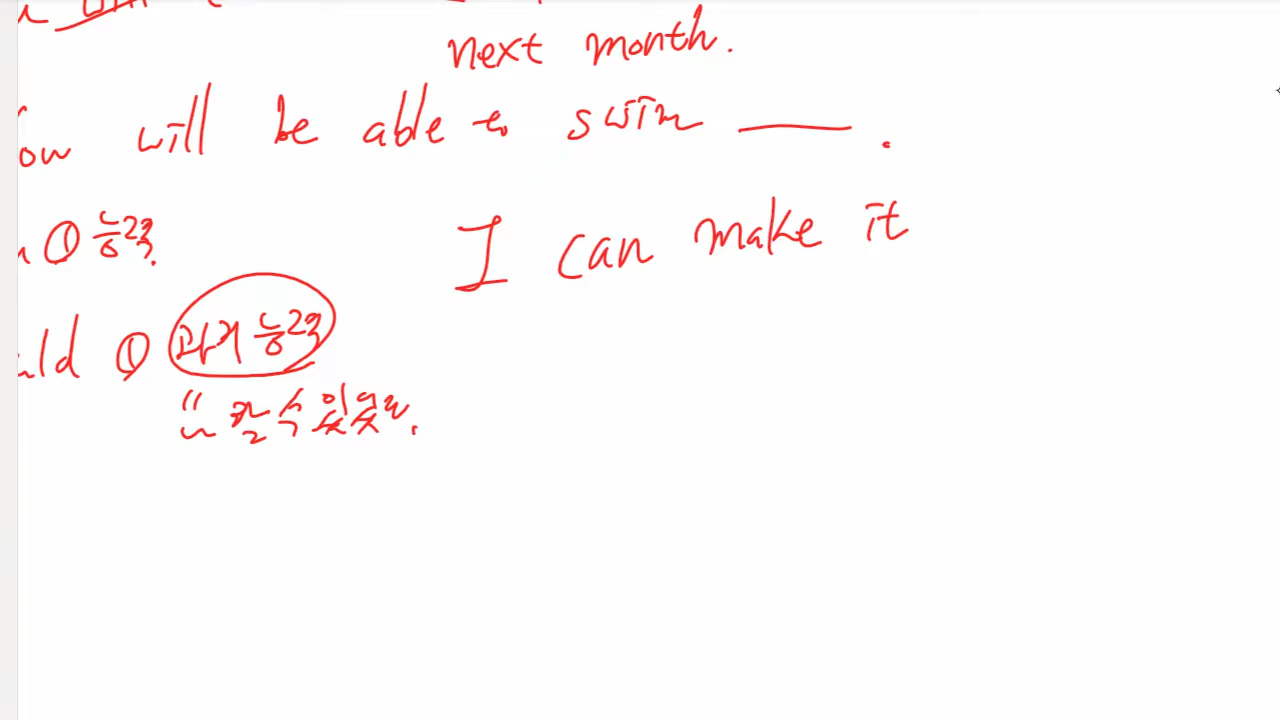 next month.
ow will be able to swim ___.
① 능력.
I can make it
uld ① 과거 능력
"~ 할 수 있었다.